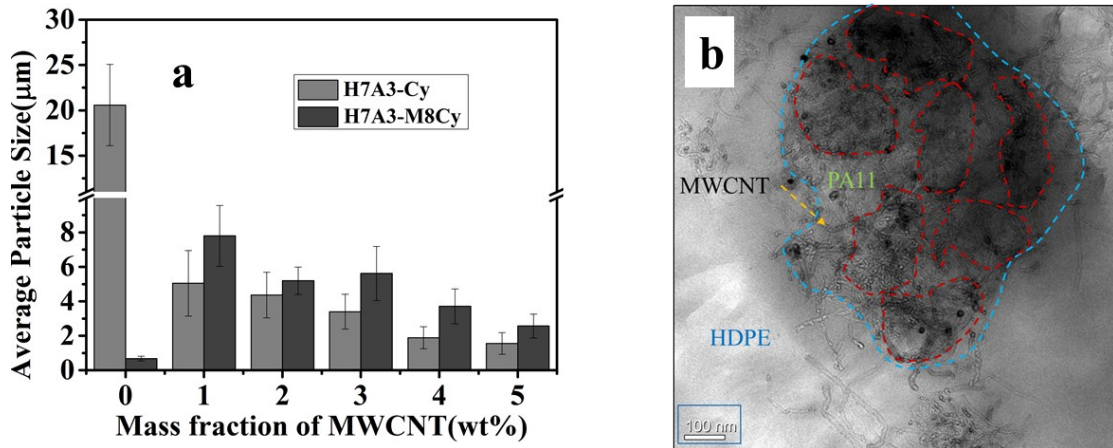 a
30
25
20
15
8
6
4
2
0
Average Particle Size(μm)
H7A3-Cy
H7A3-M8Cy
0 1 2 3 4 5
Mass fraction of MWCNT(wt%)
b
PA11
MWCNT
HDPE
100 nm